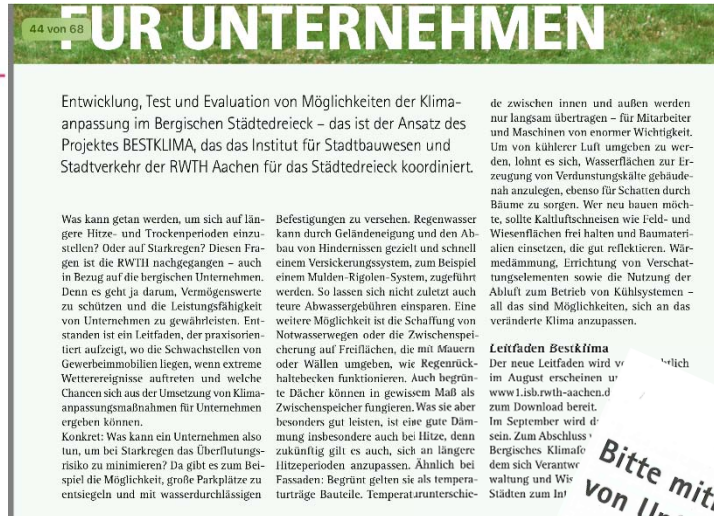 44 von 68
FÜR UNTERNEHMEN
Entwicklung, Test und Evaluation von Möglichkeiten der Klima-
anpassung im Bergischen Städtedreieck – das ist der Ansatz des
Projektes BESTKLIMA, das das Institut für Stadtbauwesen und
Stadtverkehr der RWTH Aachen für das Städtedreieck koordiniert.
Was kann getan werden, um sich auf län-
gere Hitze- und Trockenperioden einzu-
stellen? Oder auf Starkregen? Diesen Fra-
gen ist die RWTH nachgegangen – auch
in Bezug auf die bergischen Unternehmen.
Denn es geht ja darum, Vermögenswerte
zu schützen und die Leistungsfähigkeit
von Unternehmen zu gewährleisten. Ent-
standen ist ein Leitfaden, der praxisorien-
tiert aufzeigt, wo die Schwachstellen von
Gewerbeimmobilien liegen, wenn extreme
Wetterereignisse auftreten und welche
Chancen sich aus der Umsetzung von Klima-
anpassungsmaßnahmen für Unternehmen
ergeben können.
Konkret: Was kann ein Unternehmen also
tun, um bei Starkregen das Überflutungs-
risiko zu minimieren? Da gibt es zum Bei-
spiel die Möglichkeit, große Parkplätze zu
entsiegeln und mit wasserdurchlässigen
Befestigungen zu versehen. Regenwasser
kann durch Geländeneigung und den Ab-
bau von Hindernissen gezielt und schnell
einem Versickerungssystem, zum Beispiel
einem Mulden-Rigolen-System, zugeführt
werden. So lassen sich nicht zuletzt auch
teure Abwassergebühren einsparen. Eine
weitere Möglichkeit ist die Schaffung von
Notwasserwegen oder die Zwischenspei-
cherung auf Freiflächen, die mit Mauern
oder Wällen umgeben, wie Regenrück-
haltebecken funktionieren. Auch begrün-
te Dächer können in gewissem Maß als
Zwischenspeicher fungieren. Was sie aber
besonders gut leisten, ist eine gute Däm-
mung insbesondere auch bei Hitze, denn
zukünftig gilt es auch, sich an längere
Hitzeperioden anzupassen. Ähnlich bei
Fassaden: Begrünt gelten sie als tempera-
turträge Bauteile. Temperaturunterschie-
de zwischen innen und außen werden
nur langsam übertragen – für Mitarbeiter
und Maschinen von enormer Wichtigkeit.
Um von kühlerer Luft umgeben zu wer-
den, lohnt es sich, Wasserflächen zur Er-
zeugung von Verdunstungskälte gebäude-
nah anzulegen, ebenso für Schatten durch
Bäume zu sorgen. Wer neu bauen möch-
te, sollte Kaltluftschneisen wie Feld- und
Wiesenflächen frei halten und Baumateri-
alien einsetzen, die gut reflektieren. Wär-
medämmung, Errichtung von Verschat-
tungselementen sowie die Nutzung der
Abluft zum Betrieb von Kühlsystemen –
all das sind Möglichkeiten, sich an das
veränderte Klima anzupassen.
Leitfaden Bestklima
Der neue Leitfaden wird
im August erscheinen
www1.isb.rwth-aachen.d
zum Download bereit.
Im September wird
sein. Zum Abschluss
Bergisches Klimafo
dem sich Verantwo
waltung und Wis
Städten zum Int
Bitte mit
von Un